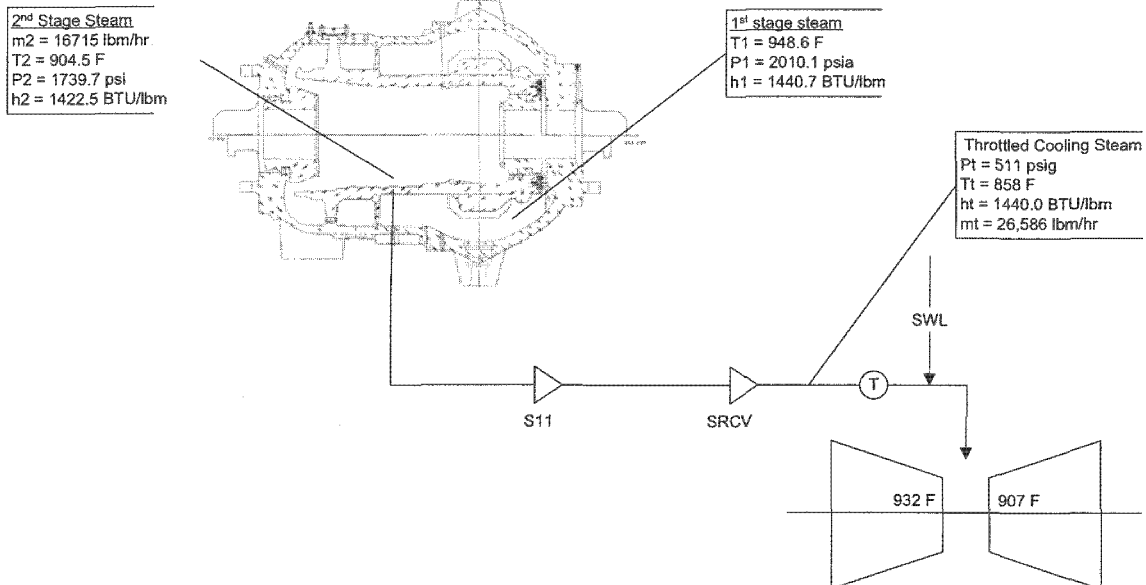 2nd Stage Steam
m2 = 16715 lbm/hr
T2 = 904.5 F
P2 = 1739.7 psi
h2 = 1422.5 BTU/lbm
1st stage steam
T1 = 948.6 F
P1 = 2010.1 psia
h1 = 1440.7 BTU/lbm
Throttled Cooling Steam
Pt = 511 psig
Tt = 858 F
ht = 1440.0 BTU/lbm
mt = 26,586 lbm/hr
SWL
T
S11
SRCV
932 F
907 F